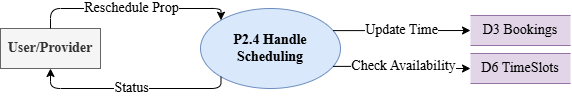 Reschedule Prop
User/Provider
Status
P2.4 Handle
Scheduling
Update Time
Check Availability
D3 Bookings
D6 TimeSlots